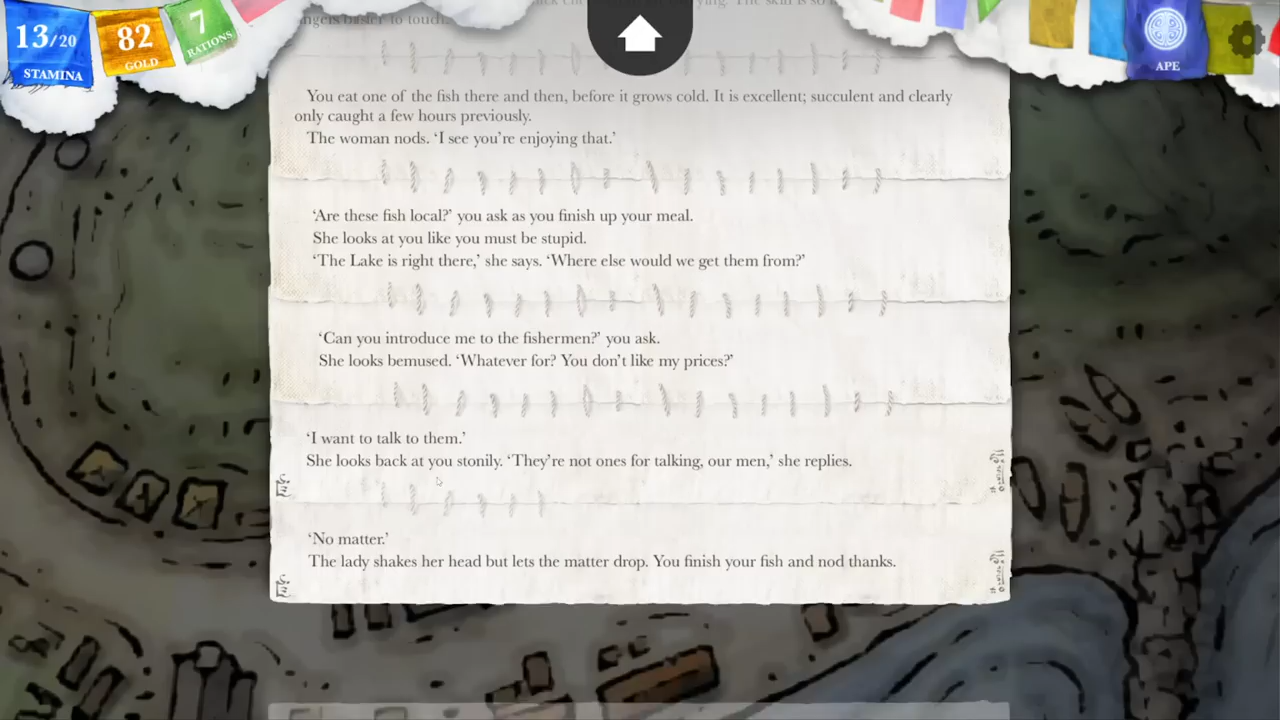 13/20
STAMINA
82
GOLD
7
RATIONS
APE
to touch.
You eat one of the fish there and then, before it grows cold. It is excellent; succulent and clearly
only caught a few hours previously.
The woman nods. ‘I see you’re enjoying that.’
‘Are these fish local?’ you ask as you finish up your meal.
She looks at you like you must be stupid.
‘The Lake is right there,’ she says. ‘Where else would we get them from?’
‘Can you introduce me to the fishermen?’ you ask.
She looks bemused. ‘Whatever for? You don’t like my prices?’
‘I want to talk to them.’
She looks back at you stonily. ‘They’re not ones for talking, our men,’ she replies.
‘No matter.’
The lady shakes her head but lets the matter drop. You finish your fish and nod thanks.